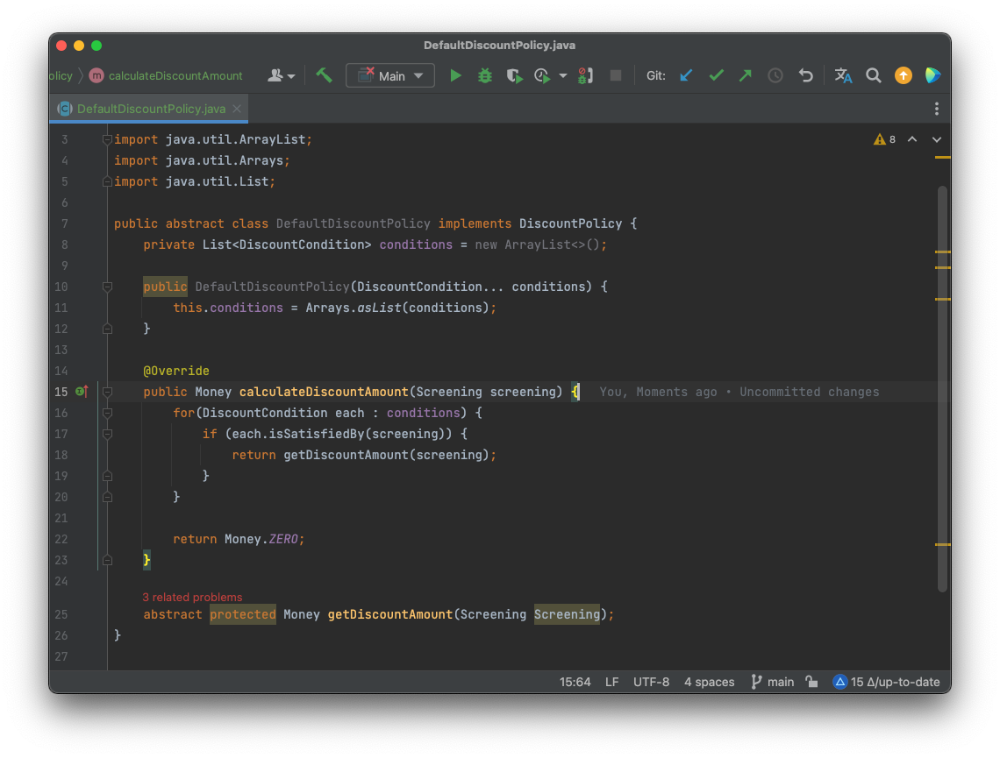 DefaultDiscountPolicy.java
olicy calculateDiscountAmount Main Git:
DefaultDiscountPolicy.java
8
3 import java.util.ArrayList;
4 import java.util.Arrays;
5 import java.util.List;
6
7 public abstract class DefaultDiscountPolicy implements DiscountPolicy {
8 private List<DiscountCondition> conditions = new ArrayList<>();
9
10 public DefaultDiscountPolicy(DiscountCondition... conditions) {
11 this.conditions = Arrays.asList(conditions);
12 }
13
14 @Override
15 public Money calculateDiscountAmount(Screening screening) { You, Moments ago • Uncommitted changes
16 for(DiscountCondition each : conditions) {
17 if (each.isSatisfiedBy(screening)) {
18 return getDiscountAmount(screening);
19 }
20 }
21
22 return Money.ZERO;
23 }
24
3 related problems
25 abstract protected Money getDiscountAmount(Screening Screening);
26 }
27
15:64 LF UTF-8 4 spaces main 15 Δ/up-to-date